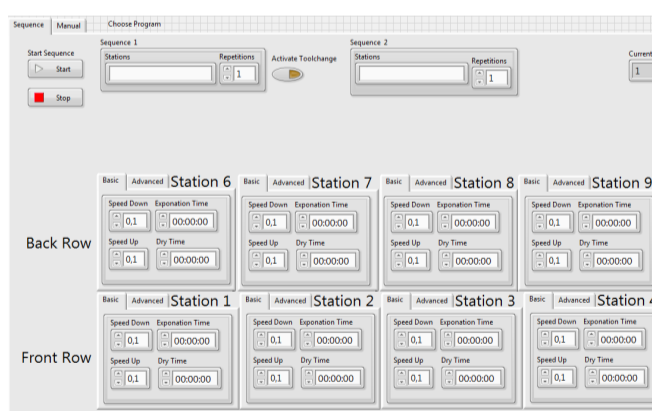 Sequence Manual Choose Program
Sequence 1 Sequence 2
Start Sequence Stations Repetitions Activate Toolchange Stations Repetitions Current
Start 1 1 1
Stop
Basic Advanced Station 6 Basic Advanced Station 7 Basic Advanced Station 8 Basic Advanced Station 9
Speed Down Exponation Time Speed Down Exponation Time Speed Down Exponation Time Speed Down Exponation Time
0,1 00:00:00 0,1 00:00:00 0,1 00:00:00 0,1 00:00:00
Back Row
Speed Up Dry Time Speed Up Dry Time Speed Up Dry Time Speed Up Dry Time
0,1 00:00:00 0,1 00:00:00 0,1 00:00:00 0,1 00:00:00
Basic Advanced Station 1 Basic Advanced Station 2 Basic Advanced Station 3 Basic Advanced Station 4
Speed Down Exponation Time Speed Down Exponation Time Speed Down Exponation Time Speed Down Exponation Time
0,1 00:00:00 0,1 00:00:00 0,1 00:00:00 0,1 00:00:00
Front Row
Speed Up Dry Time Speed Up Dry Time Speed Up Dry Time Speed Up Dry Time
0,1 00:00:00 0,1 00:00:00 0,1 00:00:00 0,1 00:00:00